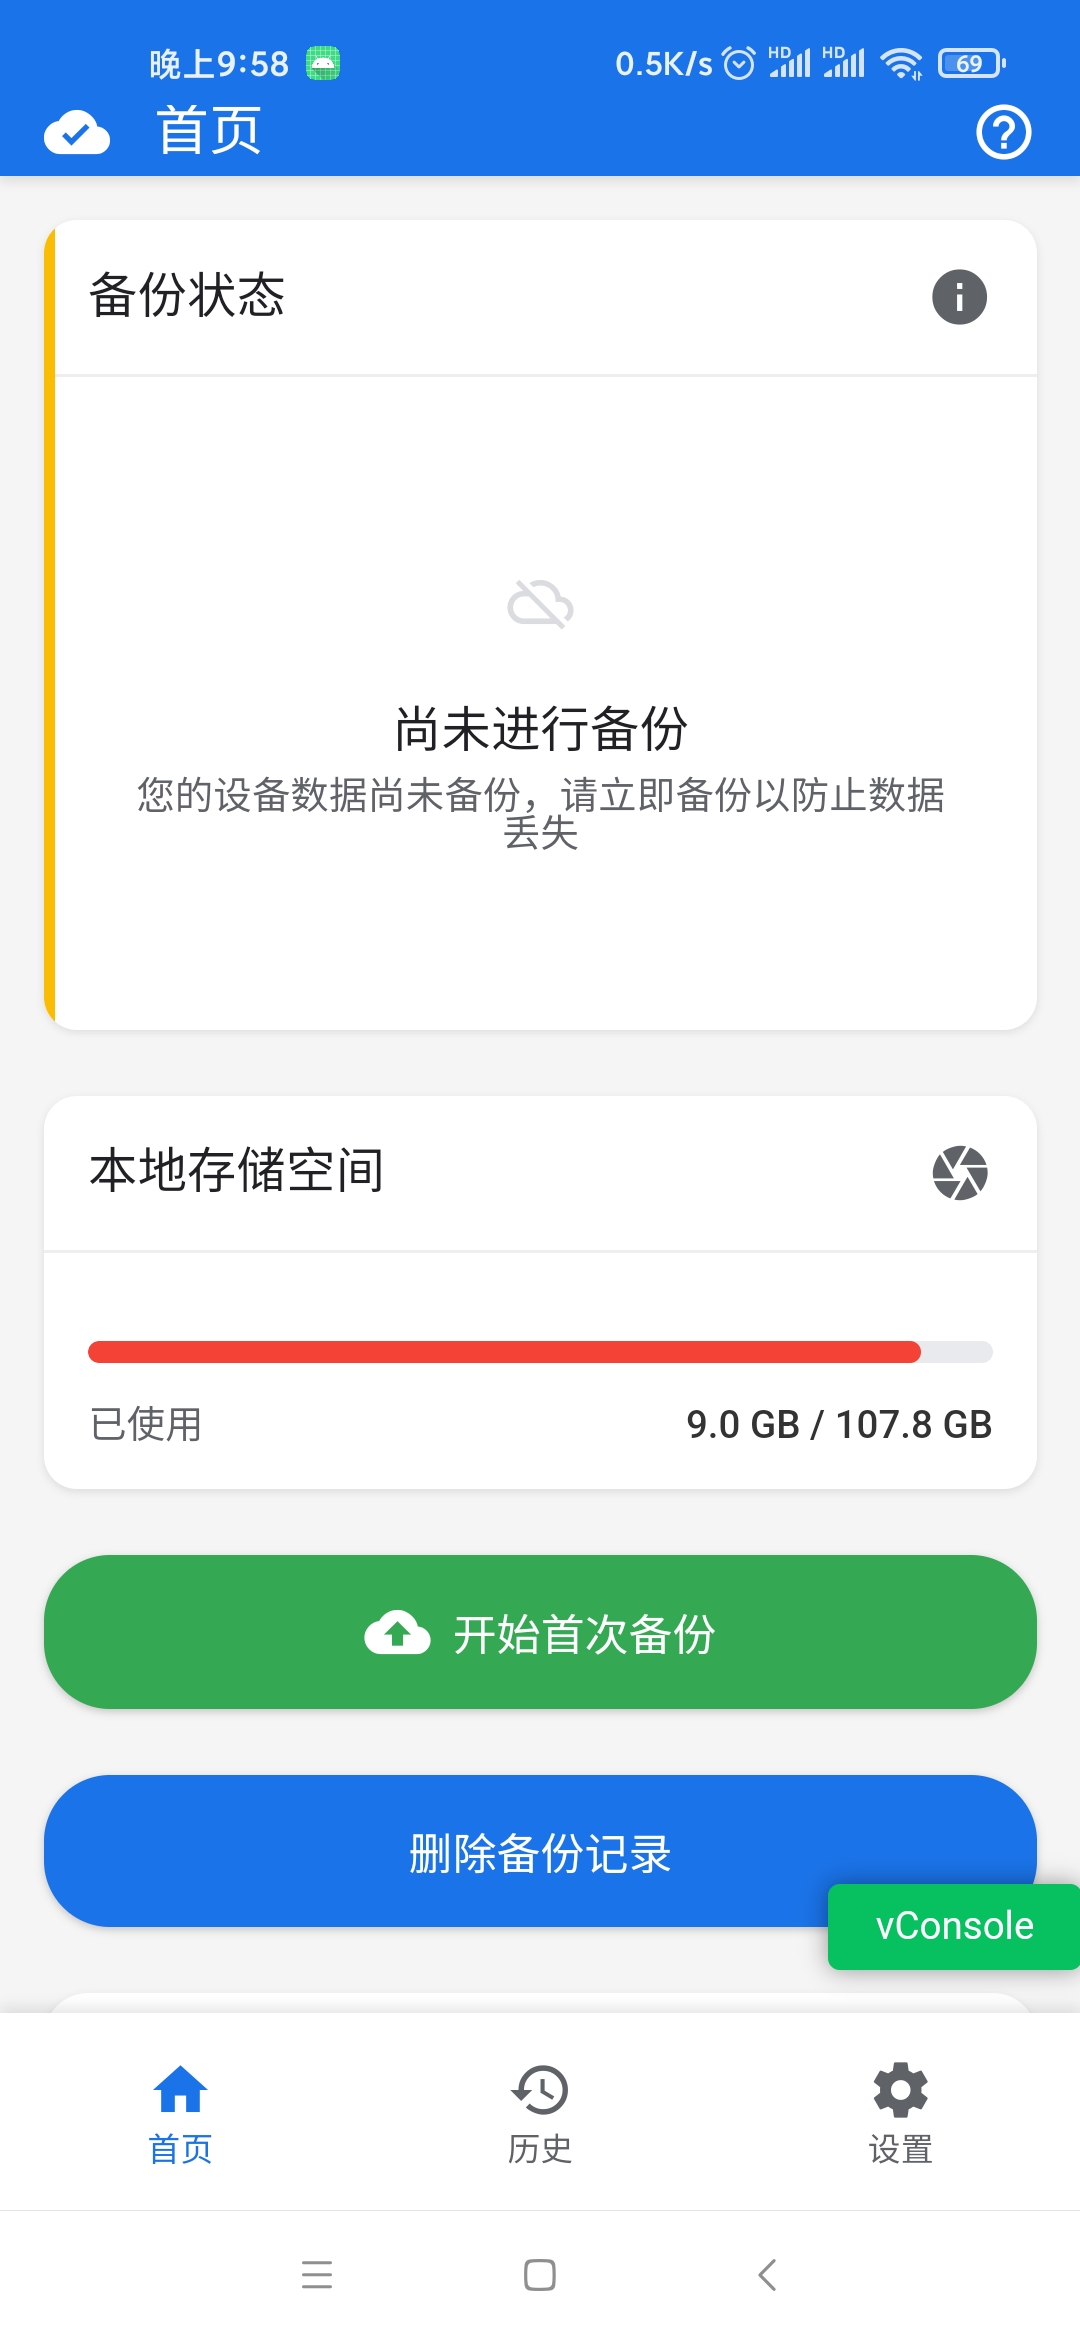 晚上9:58
0.5K/s HD HD 69
首页
备份状态
尚未进行备份
您的设备数据尚未备份，请立即备份以防止数据
丢失
本地存储空间
已使用
9.0 GB / 107.8 GB
开始首次备份
删除备份记录
vConsole
首页
历史
设置